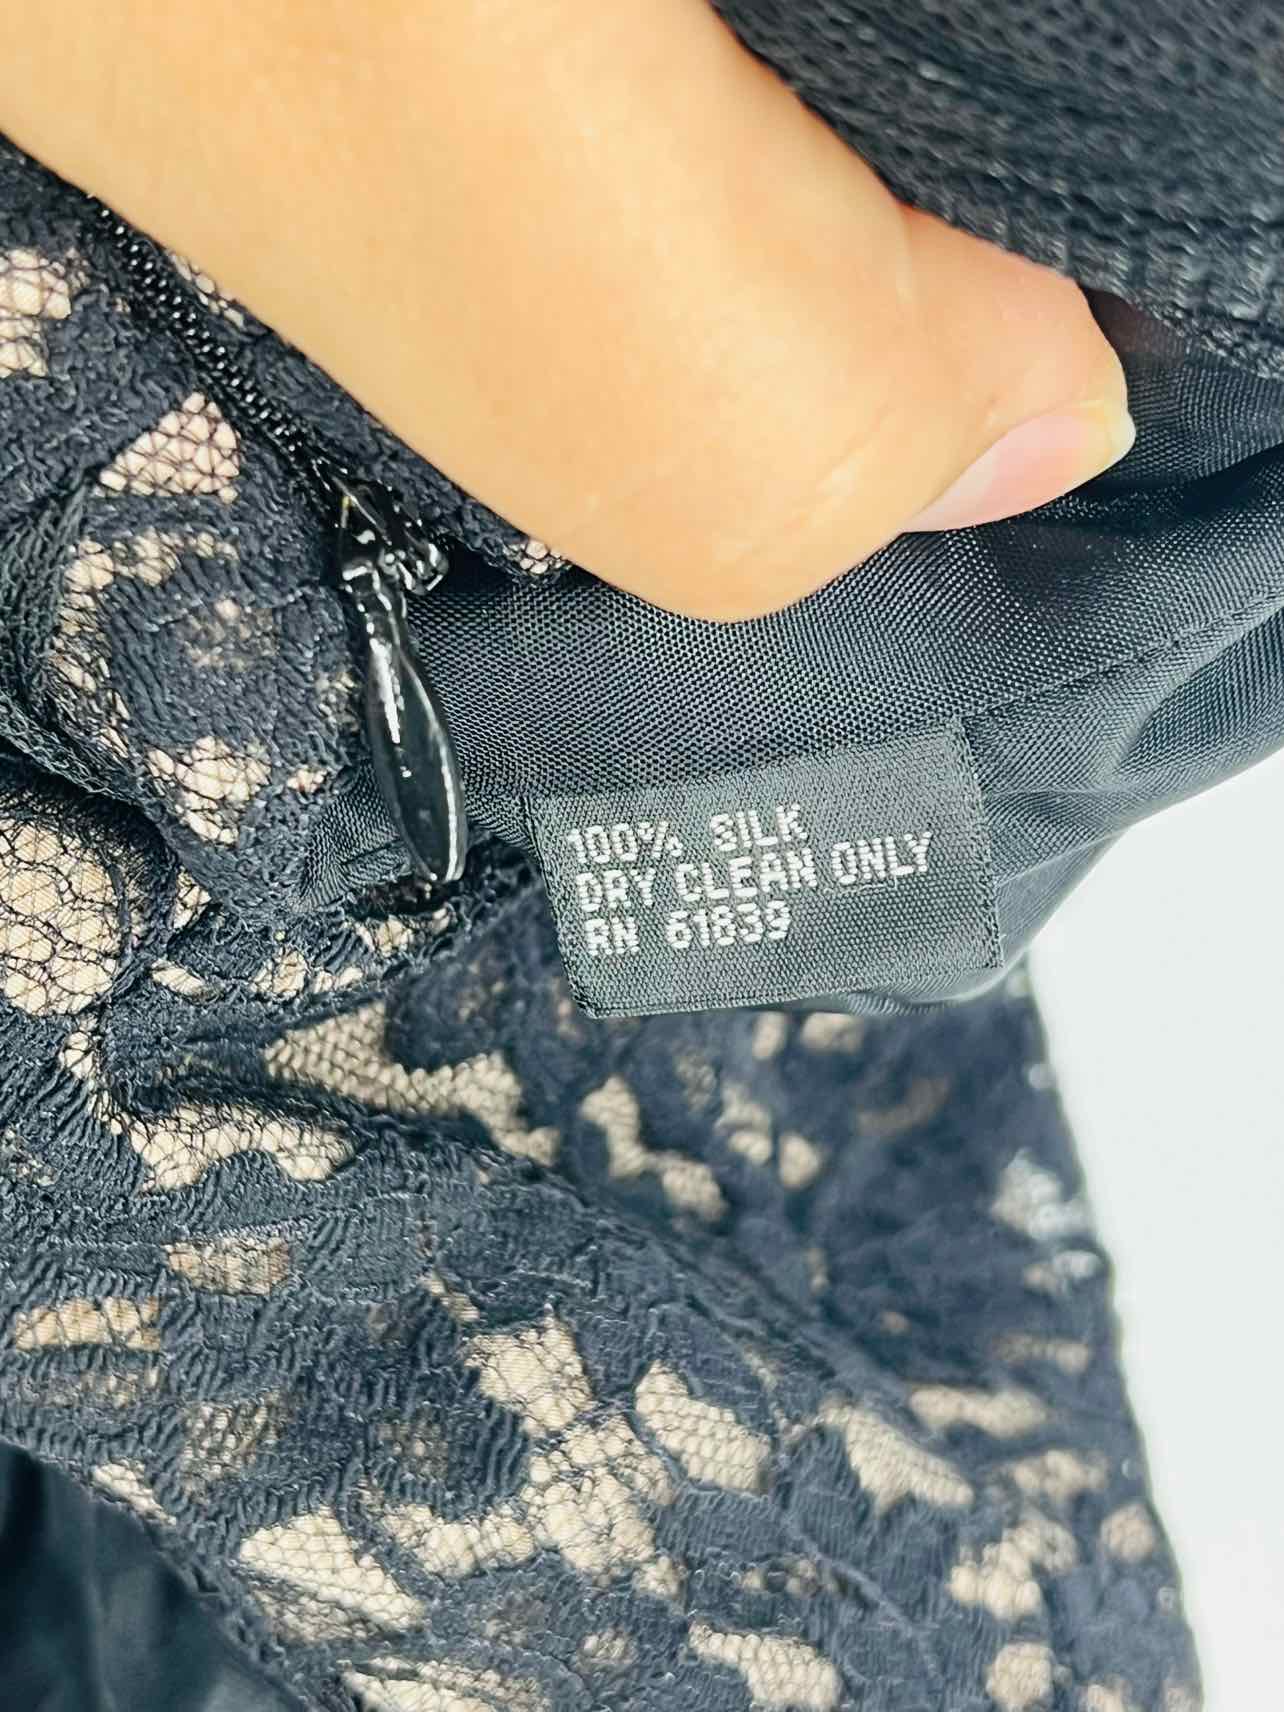 100% SILK
DRY CLEAN ONLY
RN 61839